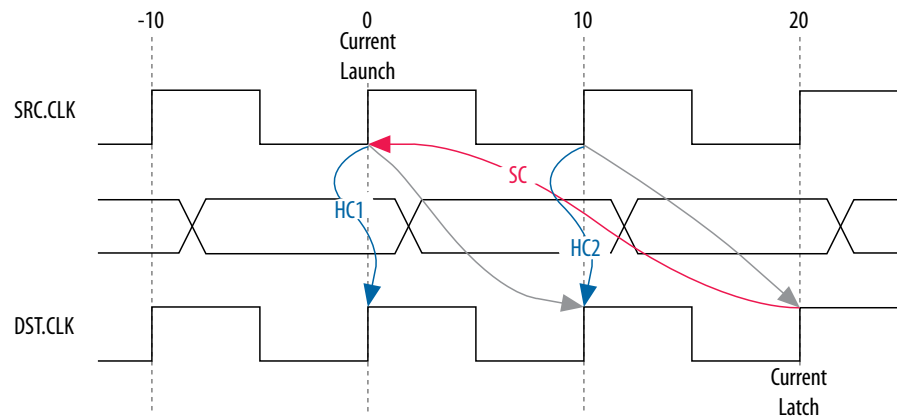 -10 0 10 20
Current
Launch
SRC.CLK
SC
HC1
HC2
DST.CLK
Current
Latch